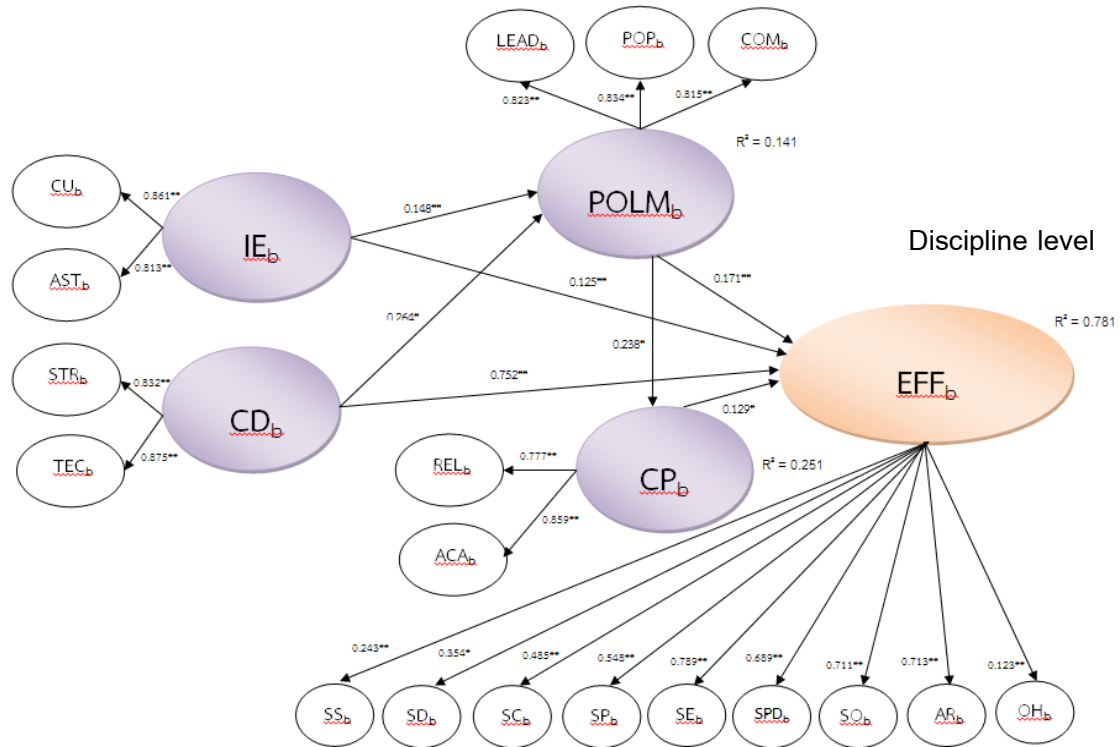 LEADb
POPb
COMb
0.823**
0.834**
0.815**
R² = 0.141
CUb
0.861**
IEb
0.148**
POLMb
Discipline level
ASTb
0.813**
0.125**
0.171**
0.264*
R² = 0.781
0.238*
STRb
0.832**
CDb
0.752**
EFFb
0.129*
TECb
0.875**
RELb
0.777**
CPb
R² = 0.251
ACAb
0.859**
0.243**
0.354*
0.485**
0.548**
0.789**
0.689**
0.711**
0.713**
0.123**
SSb
SDb
SCb
SPb
SEb
SPDb
SOb
ARb
OHb